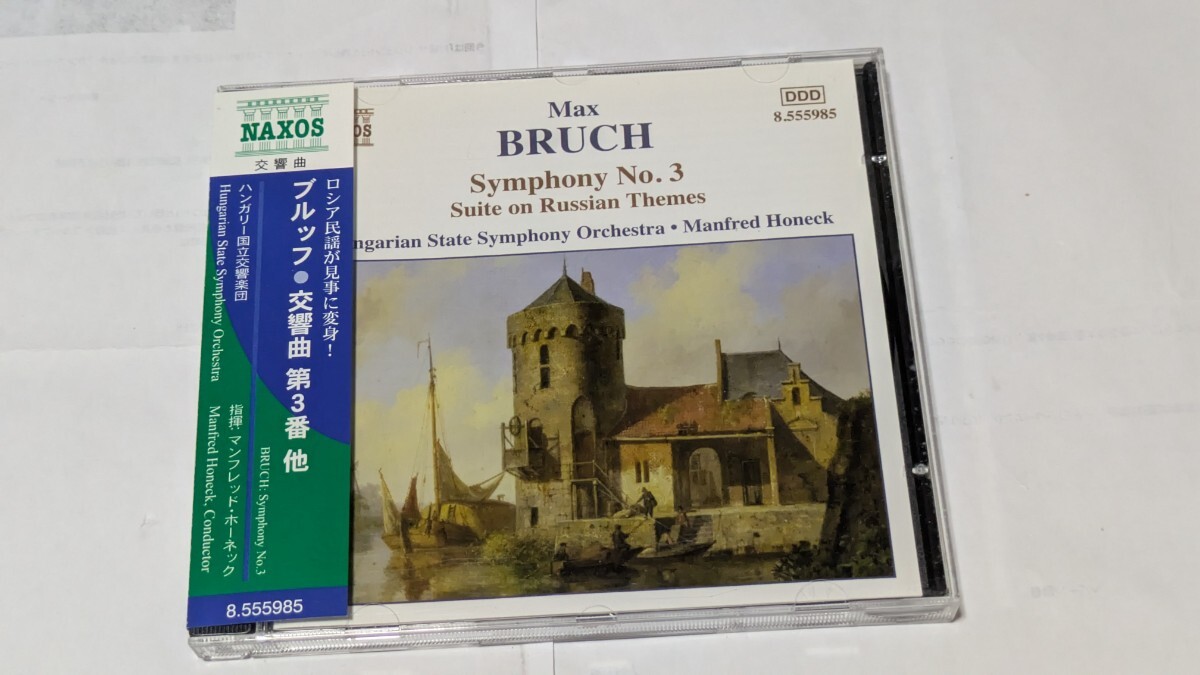 NAXOS
交響曲
ロシア民謡が見事に変身!
ブルッフ●交響曲 第3番 他
BRUCH: Symphony No.3
ハンガリー国立交響楽団
Hungarian State Symphony Orchestra
指揮:マンフレッド・ホーネック
Manfred Honeck, Conductor
8.555985
Max
BRUCH
DDD
8.555985
Symphony No. 3
Suite on Russian Themes
ngarian State Symphony Orchestra • Manfred Honeck